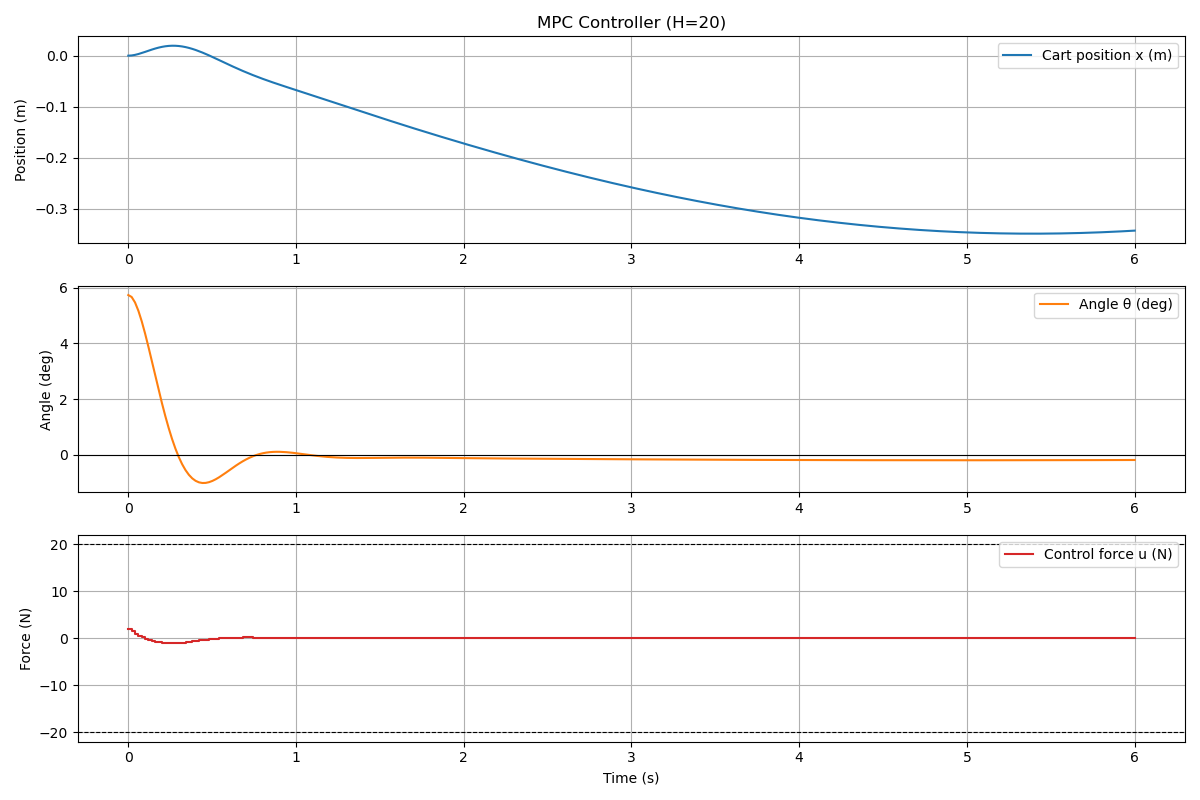 MPC Controller (H=20)
Cart position x (m)
Position (m)
0.0
−0.1
−0.2
−0.3
0 1 2 3 4 5 6
Angle θ (deg)
Angle (deg)
6
4
2
0
0 1 2 3 4 5 6
Control force u (N)
Force (N)
20
10
0
−10
−20
0 1 2 3 4 5 6
Time (s)